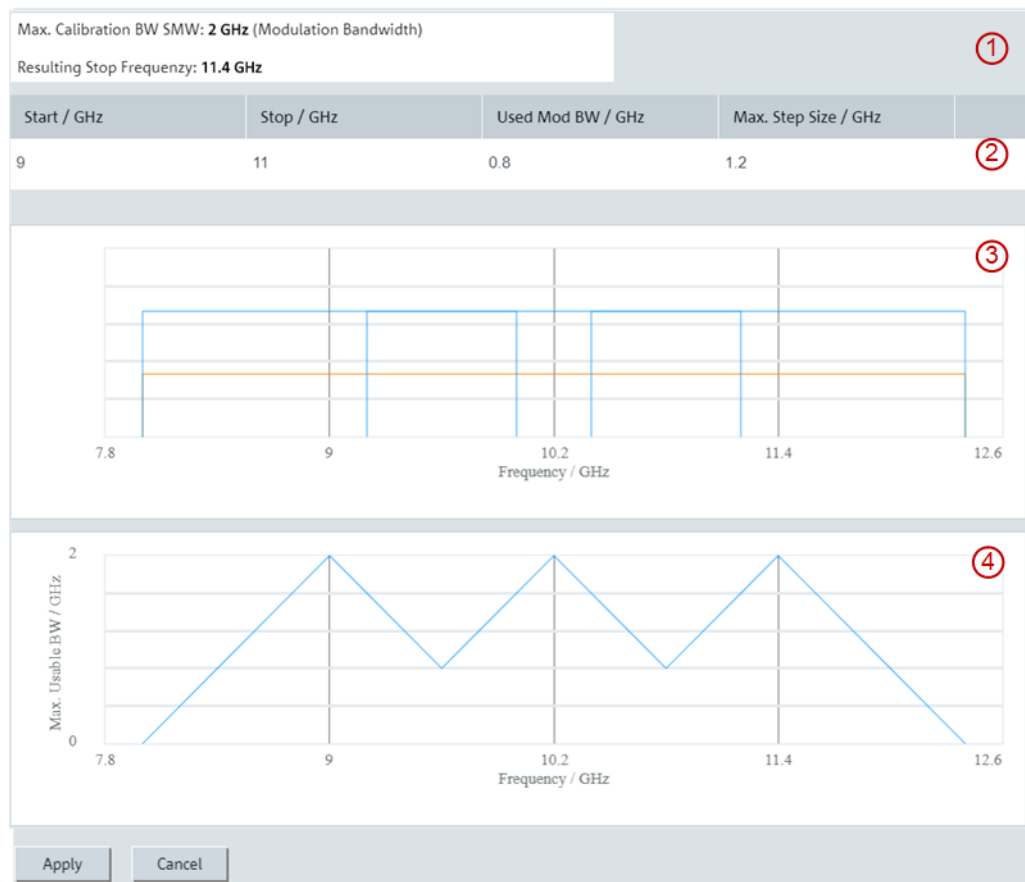 Max. Calibration BW SMW: 2 GHz (Modulation Bandwidth)
1
Resulting Stop Frequenzy: 11.4 GHz
Start / GHz Stop / GHz Used Mod BW / GHz Max. Step Size / GHz
9 11 0.8 1.2 2
3
7.8 9 10.2 11.4 12.6
Frequency / GHz
4
2
Max. Usable BW / GHz
0
7.8 9 10.2 11.4 12.6
Frequency / GHz
Apply Cancel